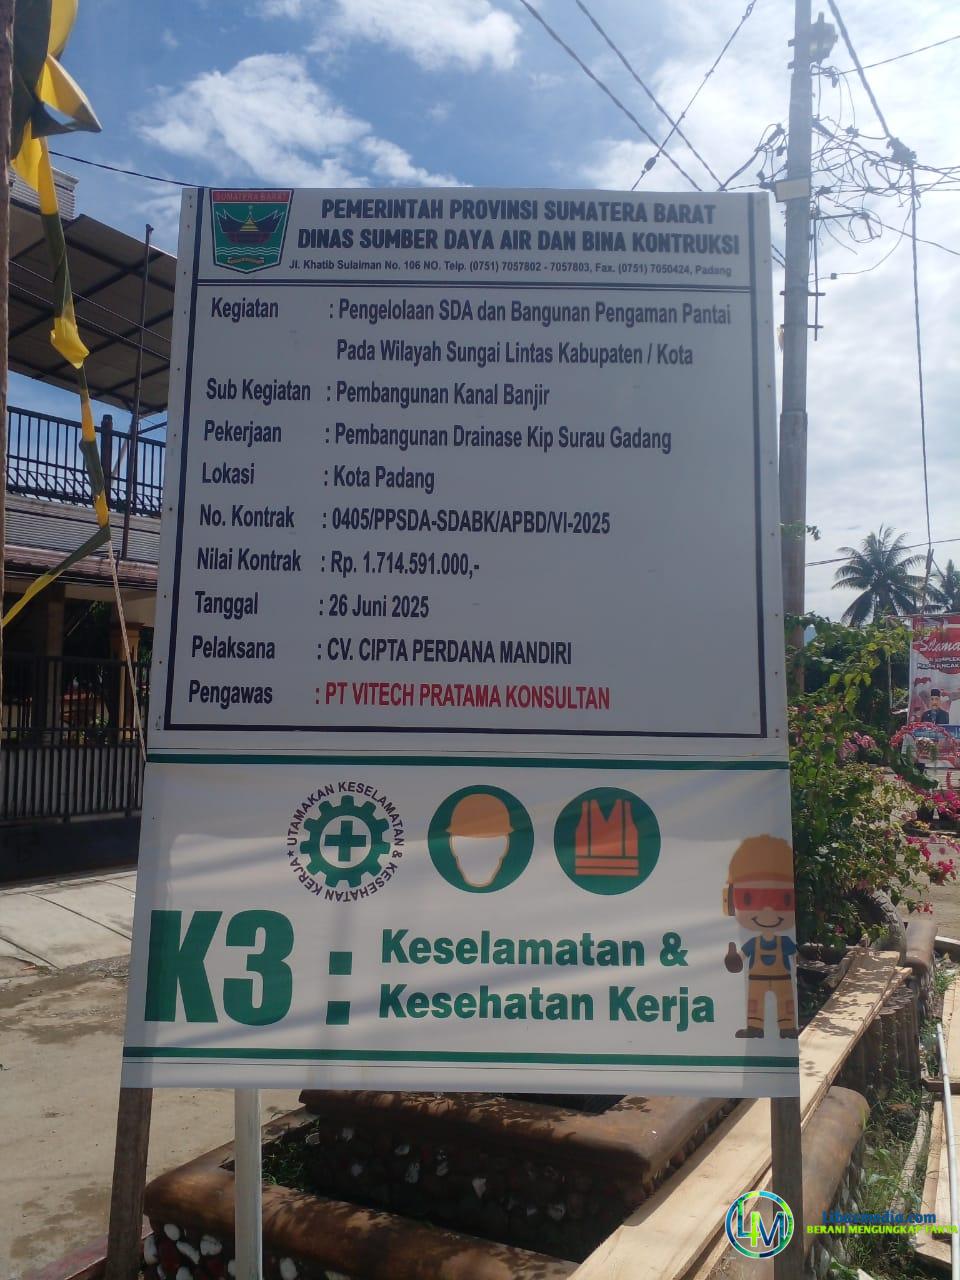 SUMATERA BARAT
PEMERINTAH PROVINSI SUMATERA BARAT
DINAS SUMBER DAYA AIR DAN BINA KONTRUKSI
Jl. Khatib Sulaiman No. 106 NO. Telp. (0751) 7057802 - 7057803, Fax. (0751) 7050424, Padang
Kegiatan : Pengelolaan SDA dan Bangunan Pengaman Pantai
Pada Wilayah Sungai Lintas Kabupaten / Kota
Sub Kegiatan : Pembangunan Kanal Banjir
Pekerjaan : Pembangunan Drainase Kip Surau Gadang
Lokasi : Kota Padang
No. Kontrak : 0405/PPSDA-SDABK/APBD/VI-2025
Nilai Kontrak : Rp. 1.714.591.000,-
Tanggal : 26 Juni 2025
Pelaksana : CV. CIPTA PERDANA MANDIRI
Pengawas : PT VITECH PRATAMA KONSULTAN
UTAMAKAN KESELAMATAN & KESEHATAN KERJA
K3 : Keselamatan &
Kesehatan Kerja
Selama
LM
BERANI MENGUNGKAP FAKTA